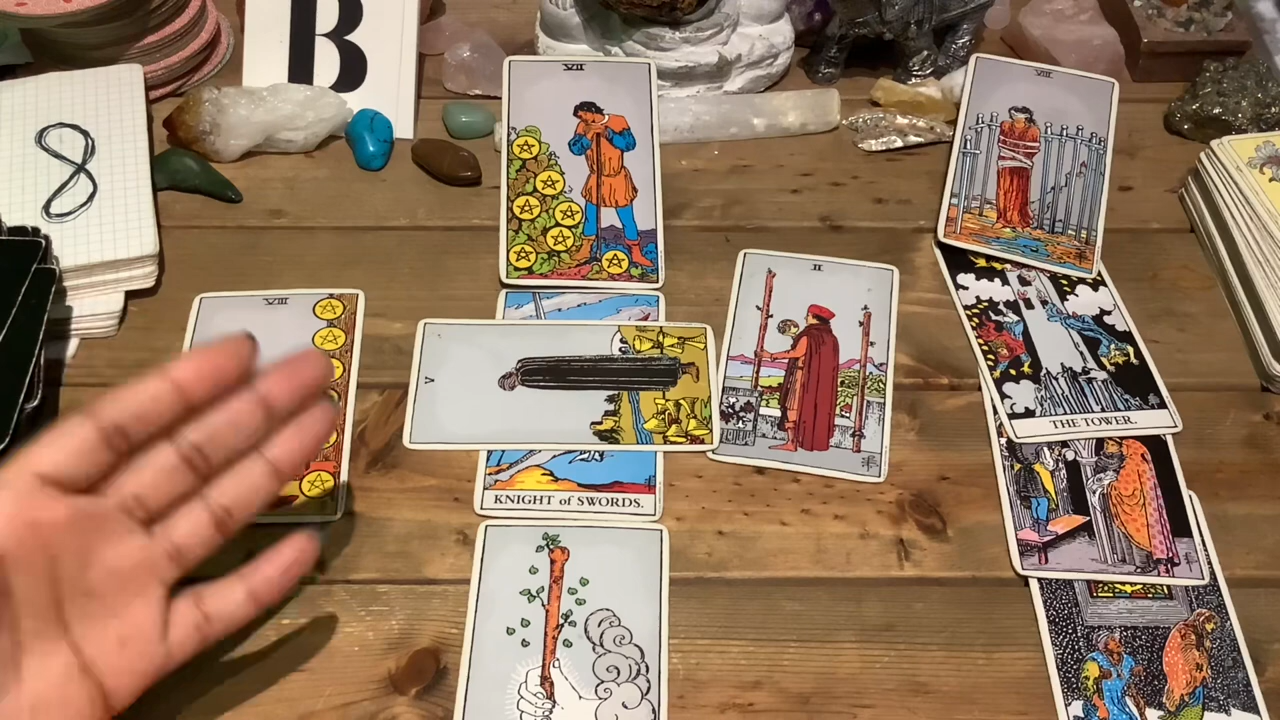 B
8
VII
VIII
VIII
II
V
THE TOWER.
KNIGHT of SWORDS.